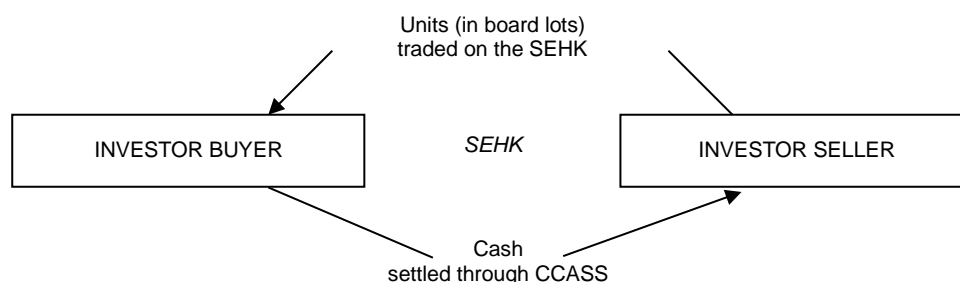 Units (in board lots)
traded on the SEHK
INVESTOR BUYER
SEHK
INVESTOR SELLER
Cash
settled through CCASS